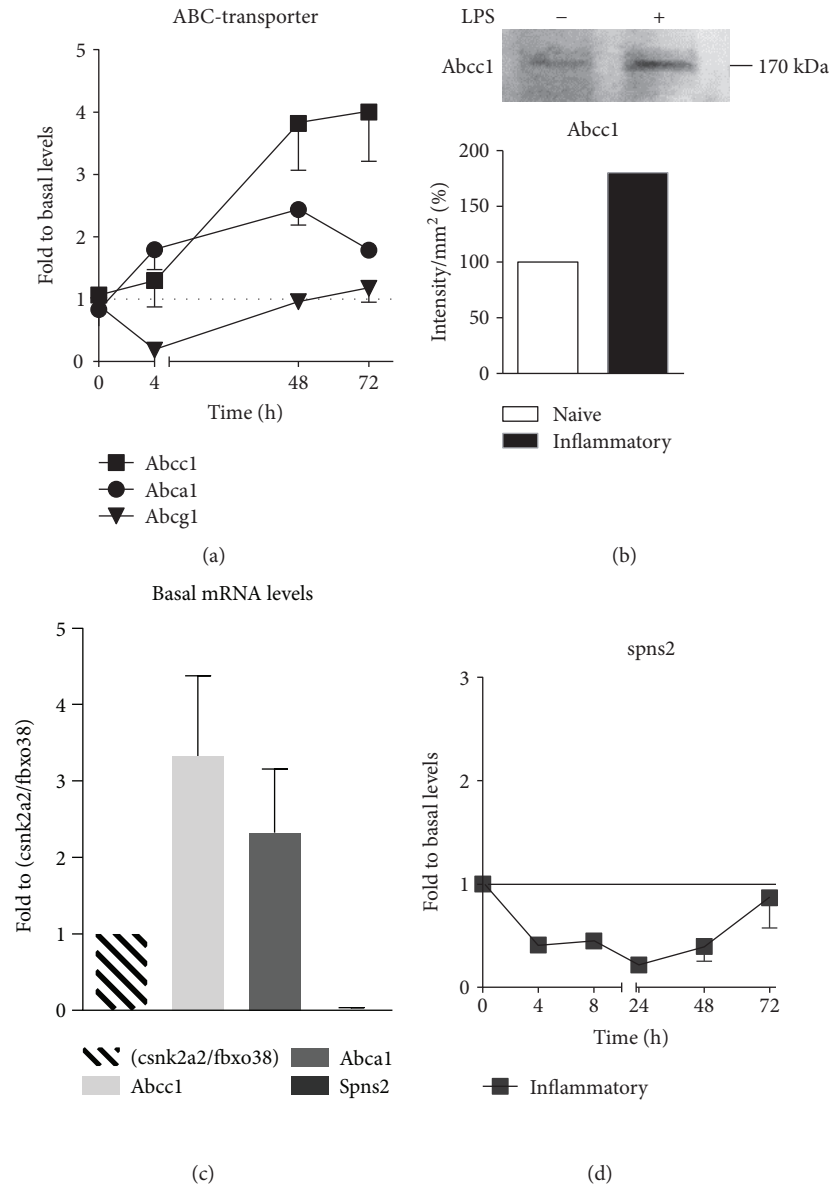 ABC-transporter
Fold to basal levels
5
4
3
2
1
0
0 4 48 72
Time (h)
Abcc1
Abca1
Abcg1
(a)
LPS − +
Abcc1 170 kDa
Abcc1
Intensity/mm² (%)
200
150
100
50
0
Naive
Inflammatory
(b)
Basal mRNA levels
Fold to (csnk2a2/fbxo38)
5
4
3
2
1
0
(csnk2a2/fbxo38)
Abcc1
Abca1
Spns2
(c)
spns2
Fold to basal levels
3
2
1
0
0 4 8 24 48 72
Time (h)
Inflammatory
(d)